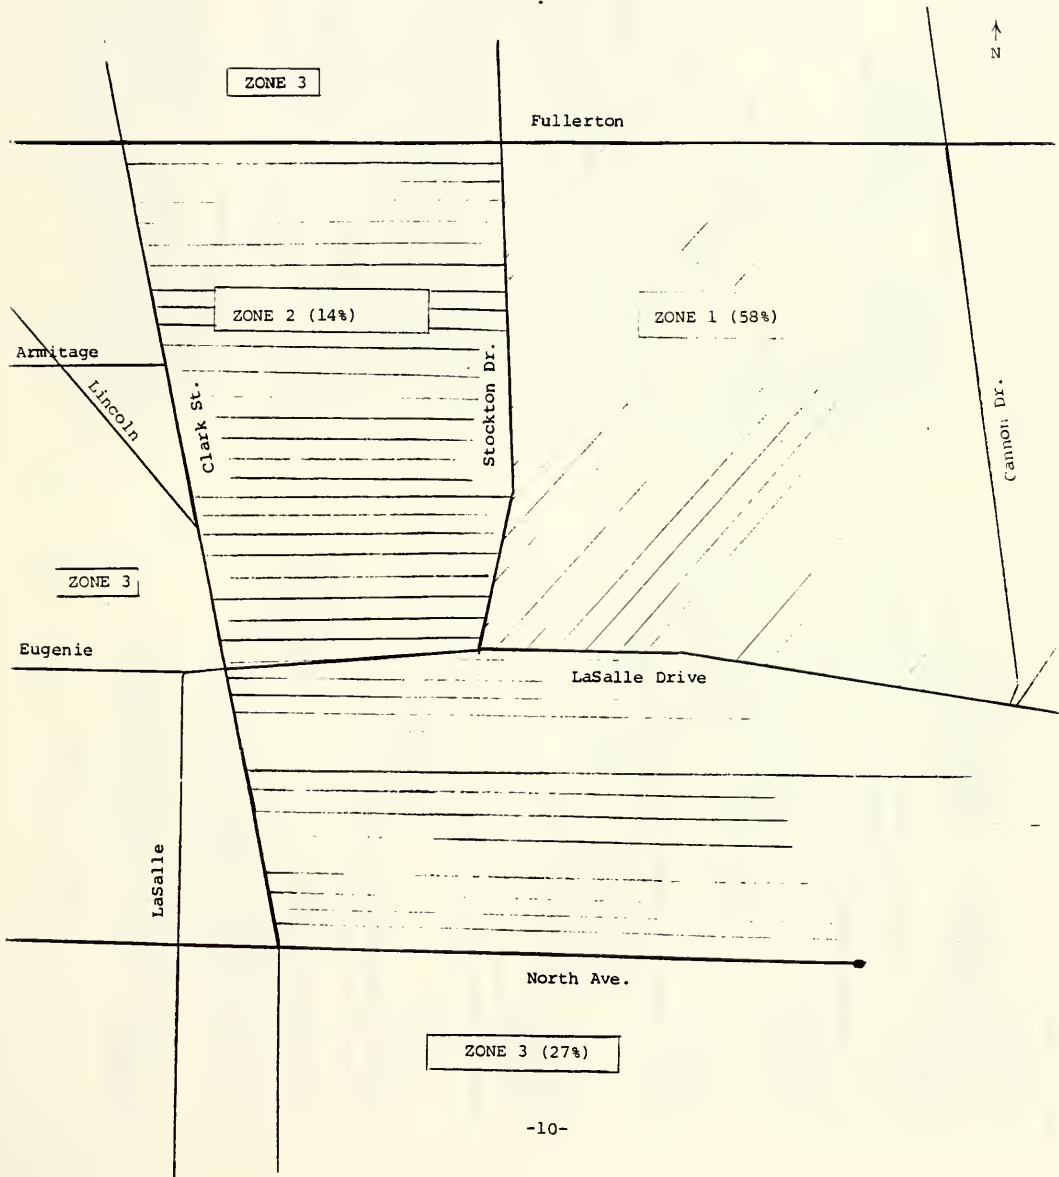 N
ZONE 3
Fullerton
ZONE 2 (14%)
ZONE 1 (58%)
Armitage
Lincoln
Clark St.
Stockton Dr.
Cannon Dr.
ZONE 3
Eugenie
LaSalle Drive
LaSalle
North Ave.
ZONE 3 (27%)
-10-